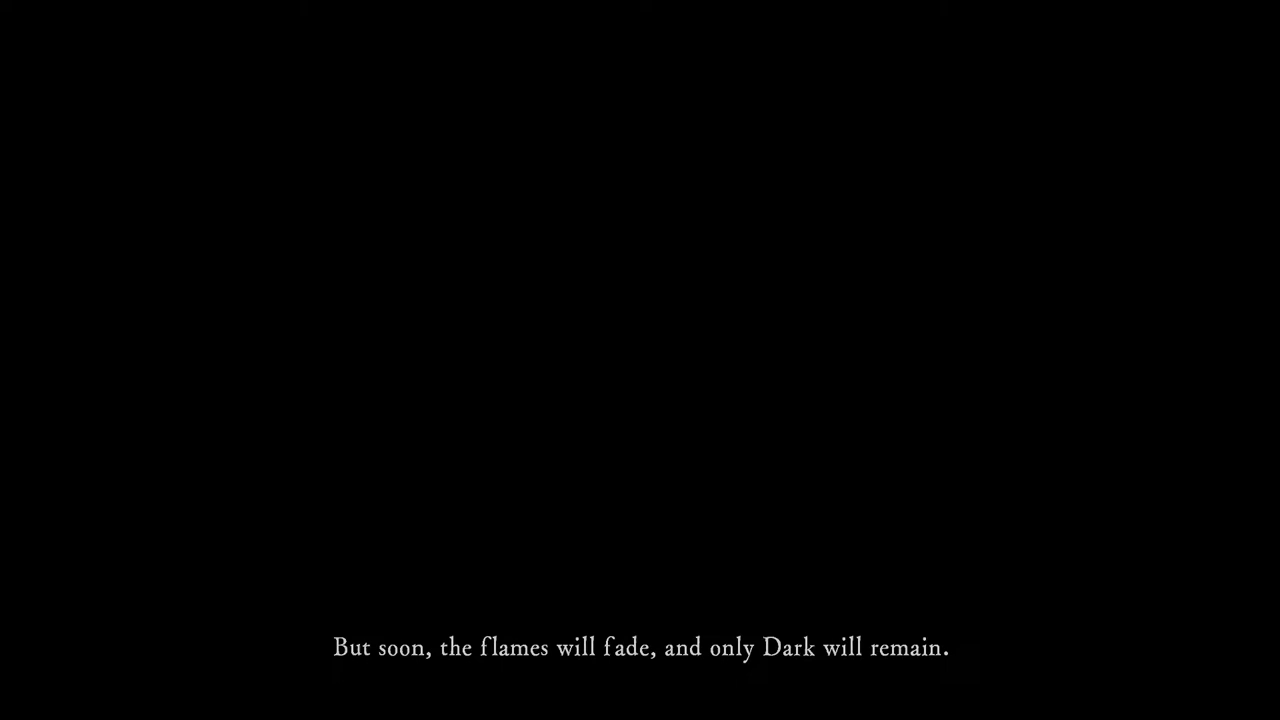 But soon, the flames will fade, and only Dark will remain.